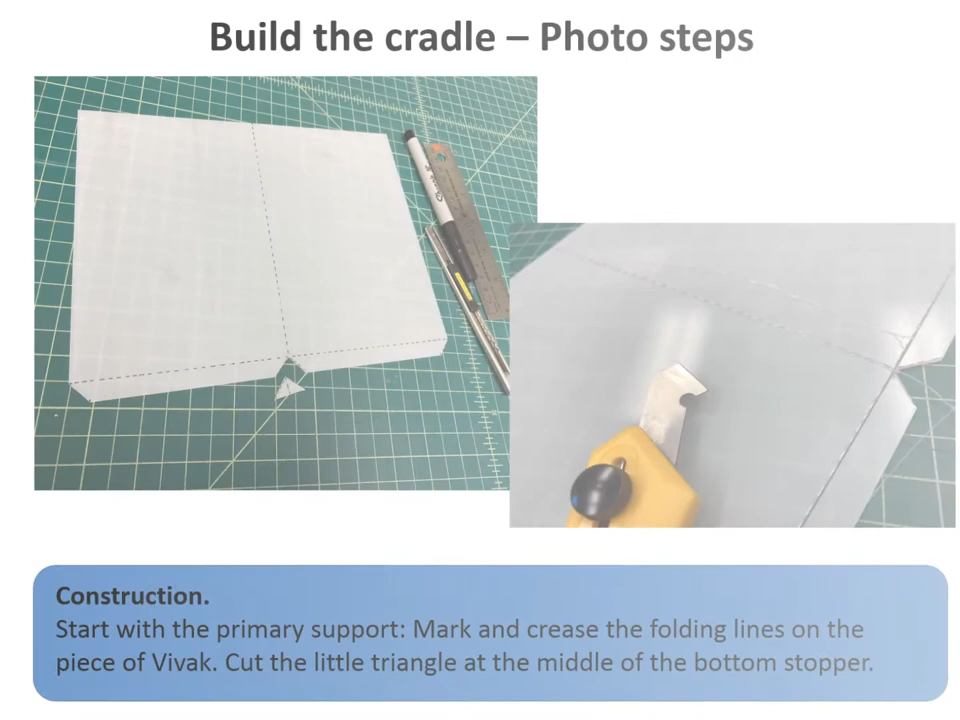 Build the cradle – Photo steps
Sharpie
Construction.
Start with the primary support: Mark and crease the folding lines on the
piece of Vivak. Cut the little triangle at the middle of the bottom stopper.